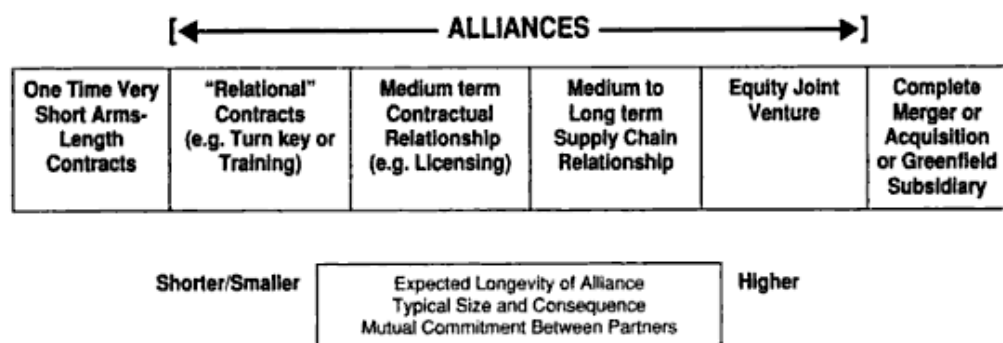 ALLIANCES
One Time Very
Short Arms-
Length
Contracts
"Relational"
Contracts
(e.g. Turn key or
Training)
Medium term
Contractual
Relationship
(e.g. Licensing)
Medium to
Long term
Supply Chain
Relationship
Equity Joint
Venture
Complete
Merger or
Acquisition
or Greenfield
Subsidiary
Shorter/Smaller
Expected Longevity of Alliance
Typical Size and Consequence
Mutual Commitment Between Partners
Higher